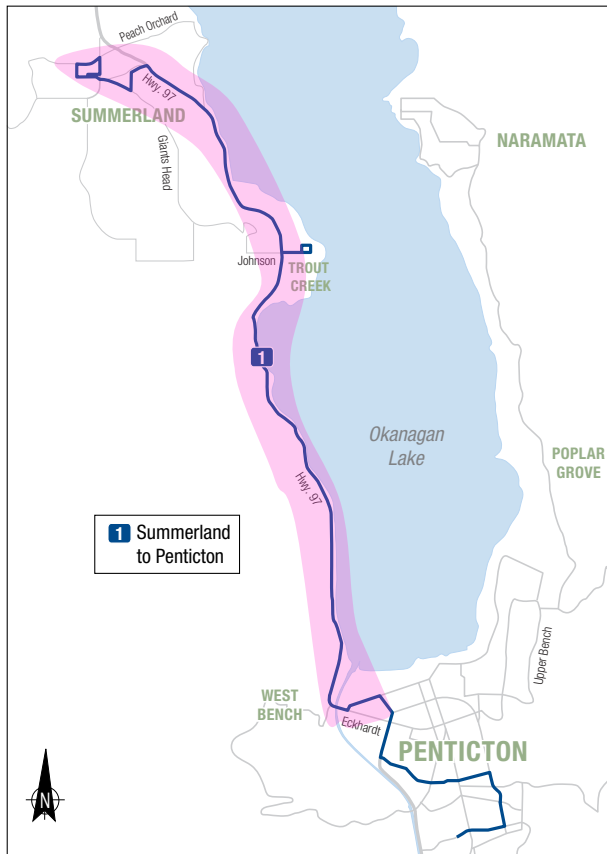 Peach Orchard
Hwy. 97
SUMMERLAND
Giants Head
NARAMATA
Johnson
TROUT
CREEK
1
Okanagan
Lake
POPLAR
GROVE
Hwy. 97
1 Summerland
to Penticton
Upper Bench
WEST
BENCH
Eckhardt
PENTICTON
N